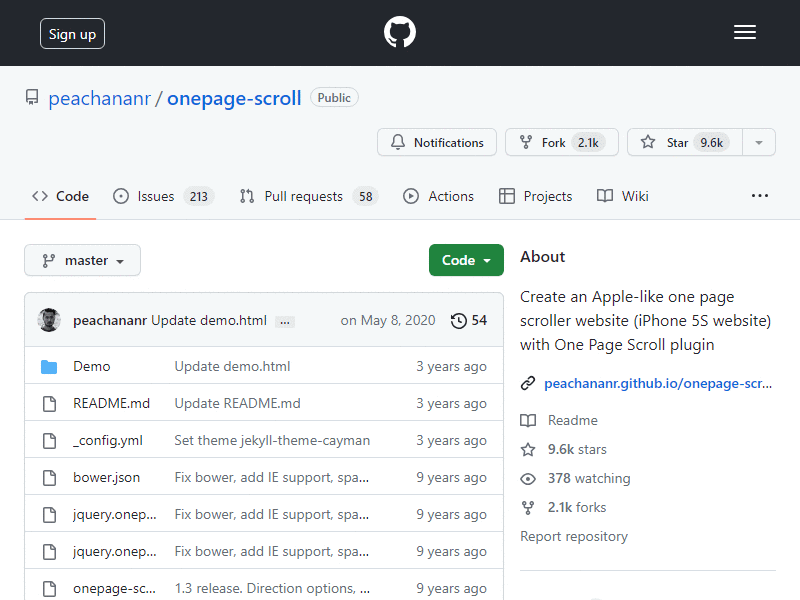 Sign up
peachananr / onepage-scroll Public
Notifications Fork 2.1k Star 9.6k
Code Issues 213 Pull requests 58 Actions Projects Wiki
master Code
peachananr Update demo.html ... on May 8, 2020 54
Demo Update demo.html 3 years ago
README.md Update README.md 3 years ago
_config.yml Set theme jekyll-theme-cayman 3 years ago
bower.json Fix bower, add IE support, spa... 9 years ago
jquery.onep... Fix bower, add IE support, spa... 9 years ago
jquery.onep... Fix bower, add IE support, spa... 9 years ago
onepage-sc... 1.3 release. Direction options, ... 9 years ago
About
Create an Apple-like one page
scroller website (iPhone 5S website)
with One Page Scroll plugin
peachananr.github.io/onepage-scr...
Readme
9.6k stars
378 watching
2.1k forks
Report repository